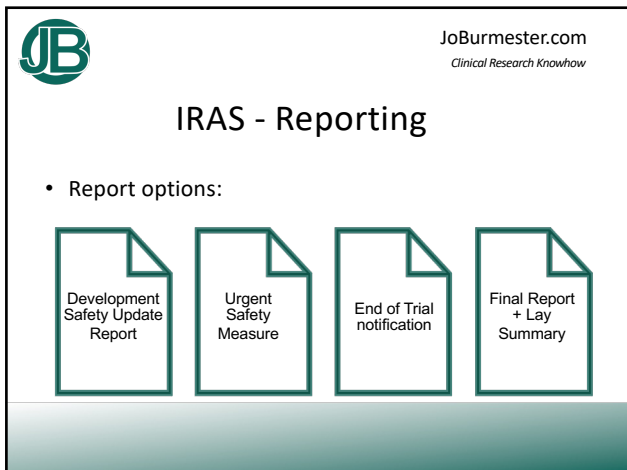 JB
JoBurmester.com
Clinical Research Knowhow
IRAS - Reporting
• Report options:
Development
Safety Update
Report
Urgent
Safety
Measure
End of Trial
notification
Final Report
+ Lay
Summary